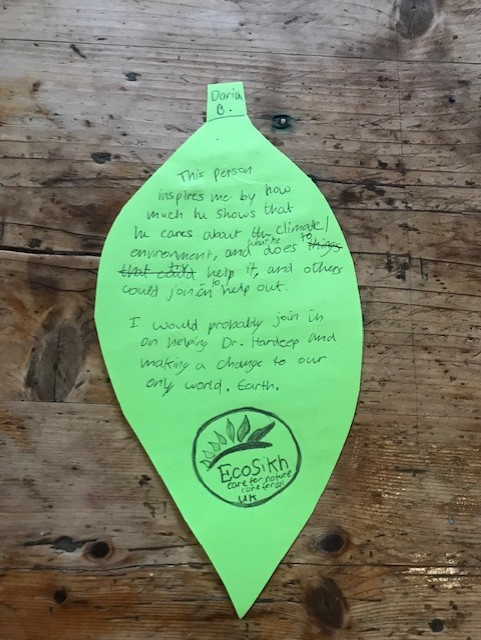 Daria
B.
This person
inspires me by how
much he shows that
he cares about the climate/
environment, and what he does to things
that could help it, and others
could join in to help out.
I would probably join in
on helping Dr. Hardeep and
making a change to our
only world. Earth.
EcoSikh
care for nature
care for all
UK